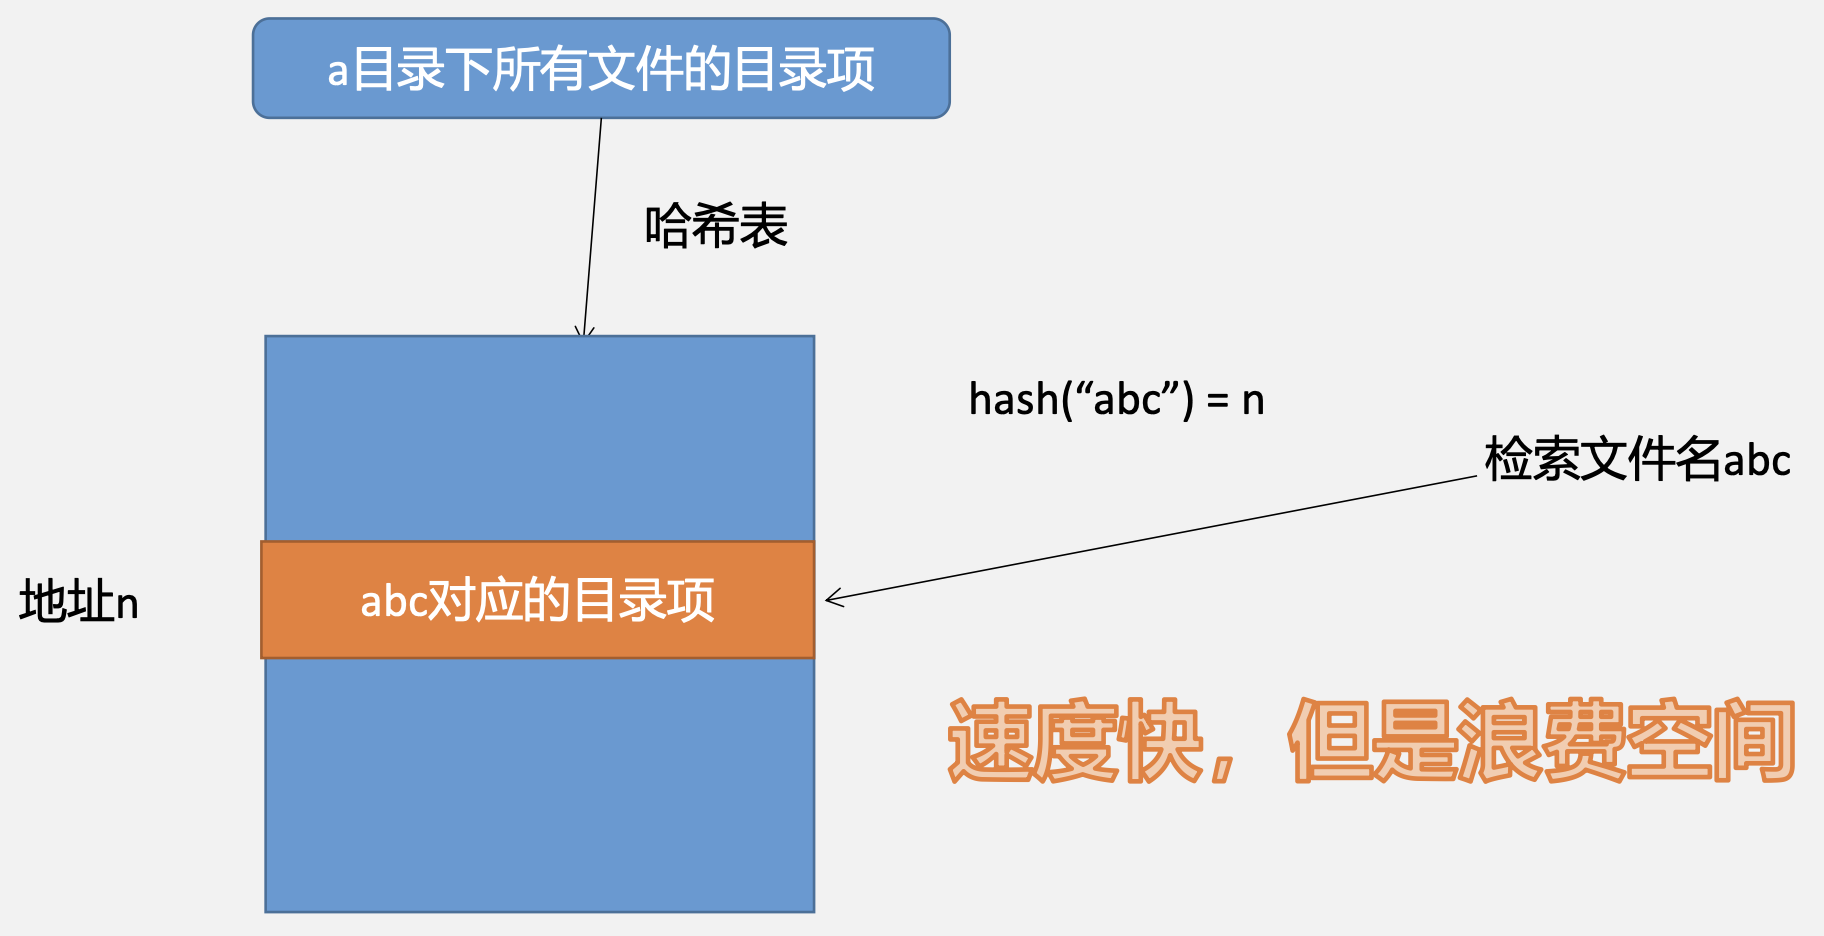 a目录下所有文件的目录项
哈希表
hash(“abc”) = n
检索文件名abc
地址n
abc对应的目录项
速度快，但是浪费空间